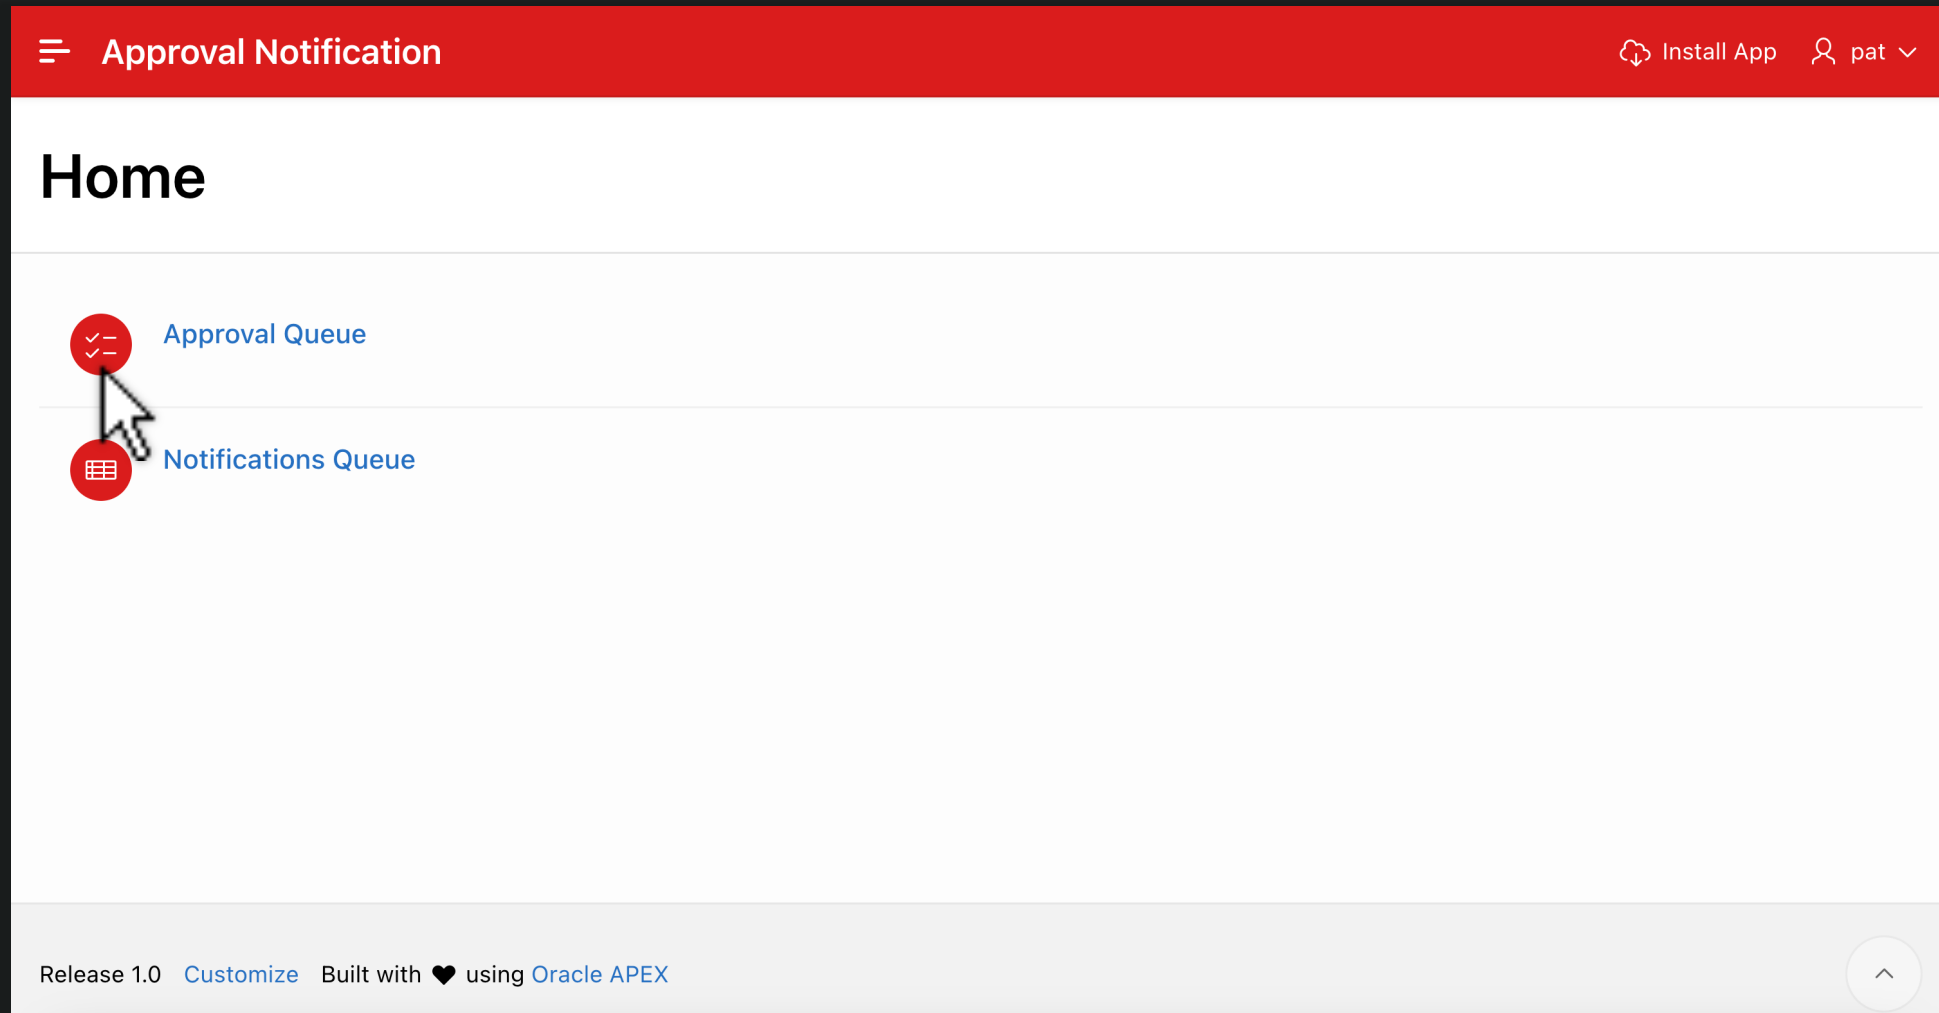 Approval Notification
Install App
pat
Home
Approval Queue
Notifications Queue
Release 1.0 Customize Built with ♥ using Oracle APEX